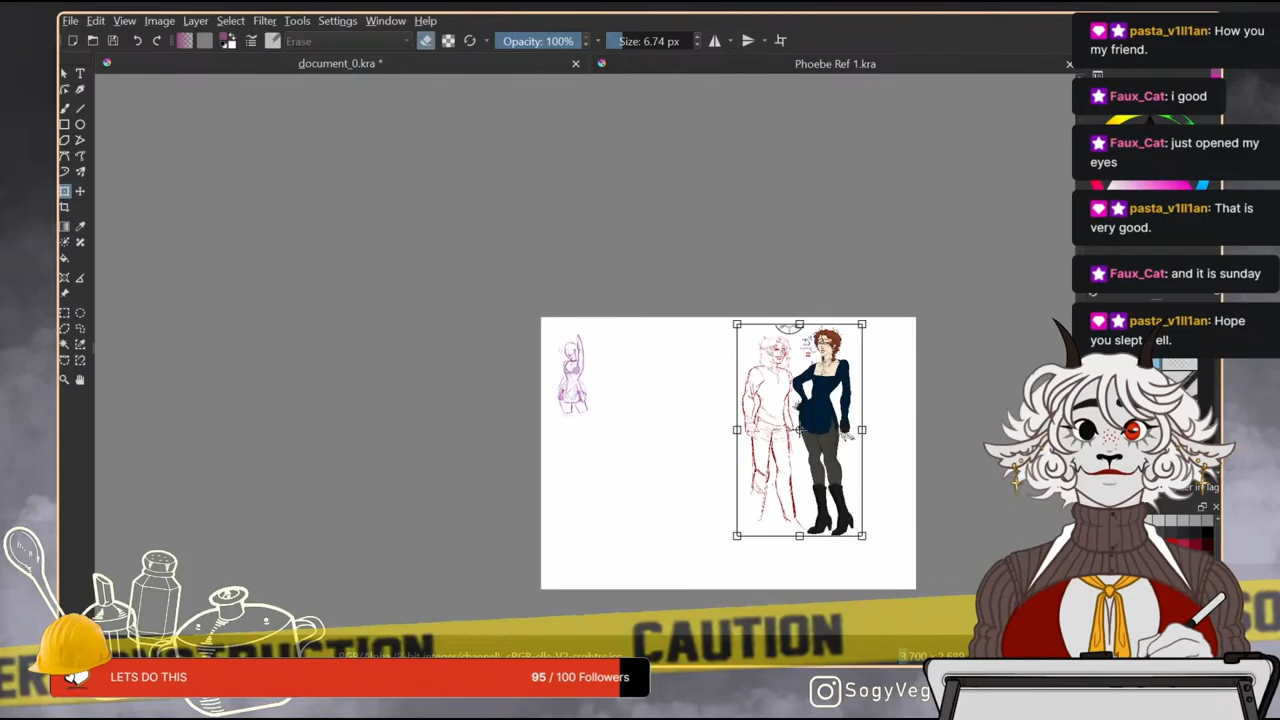 File Edit View Image Layer Select Filter Tools Settings Window Help
Erase Opacity: 100% Size: 6.74 px
document_0.kra * Phoebe Ref 1.kra
pasta_v1ll1an: How you
my friend.
Faux_Cat: i good
Faux_Cat: just opened my
eyes
pasta_v1ll1an: That is
very good.
Faux_Cat: and it is sunday
pasta_v1ll1an: Hope
you slept
CAUTION
LETS DO THIS 95 / 100 Followers
SogyVeg